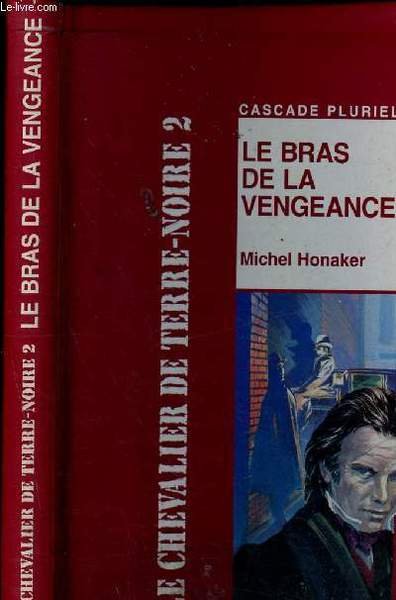 Le-livre.com
CHEVALIER DE TERRE-NOIRE 2 LE BRAS DE LA VENGEANCE
LE CHEVALIER DE TERRE-NOIRE 2
CASCADE PLURIEL
LE BRAS
DE LA
VENGEANCE
Michel Honaker